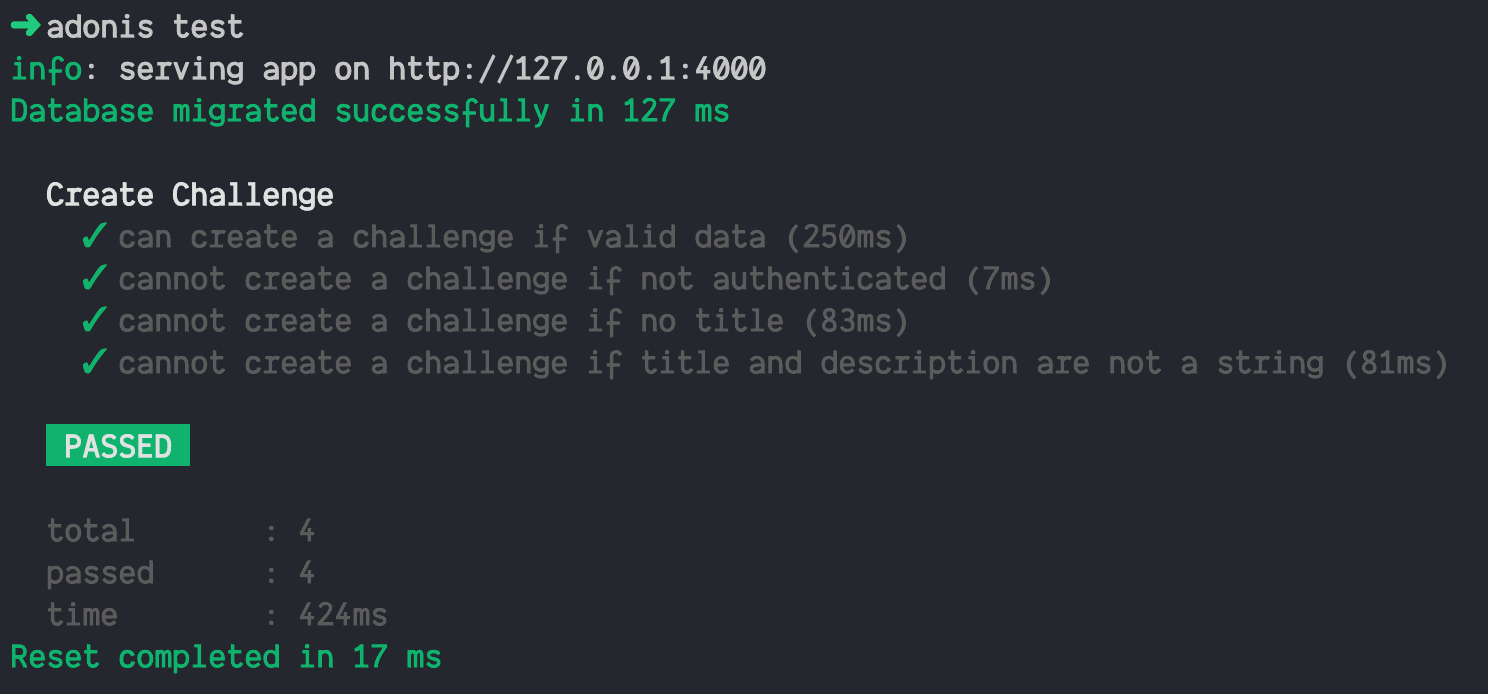 ➜ adonis test
info: serving app on http://127.0.0.1:4000
Database migrated successfully in 127 ms
Create Challenge
✓ can create a challenge if valid data (250ms)
✓ cannot create a challenge if not authenticated (7ms)
✓ cannot create a challenge if no title (83ms)
✓ cannot create a challenge if title and description are not a string (81ms)
PASSED
total : 4
passed : 4
time : 424ms
Reset completed in 17 ms